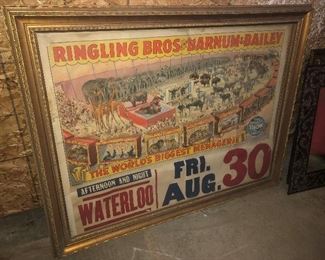 RINGLING BROS AND BARNUM & BAILEY
THE WORLD'S BIGGEST MENAGERIE
AFTERNOON AND NIGHT
WATERLOO
FRI.
AUG. 30